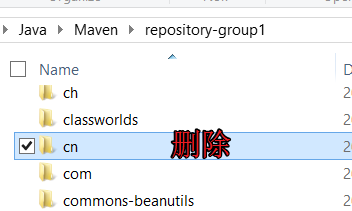 Java Maven repository-group1
Name
ch
classworlds
cn 删除
com
commons-beanutils